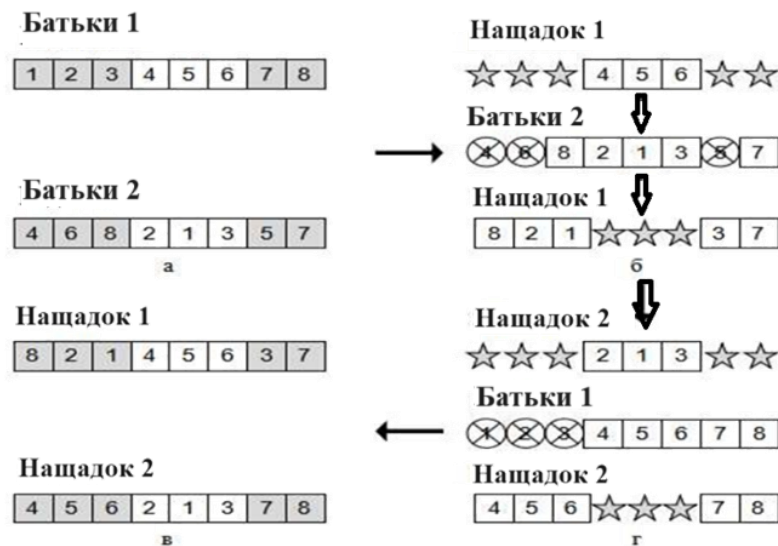 Батьки 1
1 2 3 4 5 6 7 8
Батьки 2
4 6 8 2 1 3 5 7
а
Нащадок 1
4 5 6
Батьки 2
4 6 8 2 1 3 5 7
Нащадок 1
8 2 1 3 7
б
Нащадок 1
8 2 1 4 5 6 3 7
Нащадок 2
4 5 6 2 1 3 7 8
в
Нащадок 2
2 1 3
Батьки 1
1 2 3 4 5 6 7 8
Нащадок 2
4 5 6 7 8
г